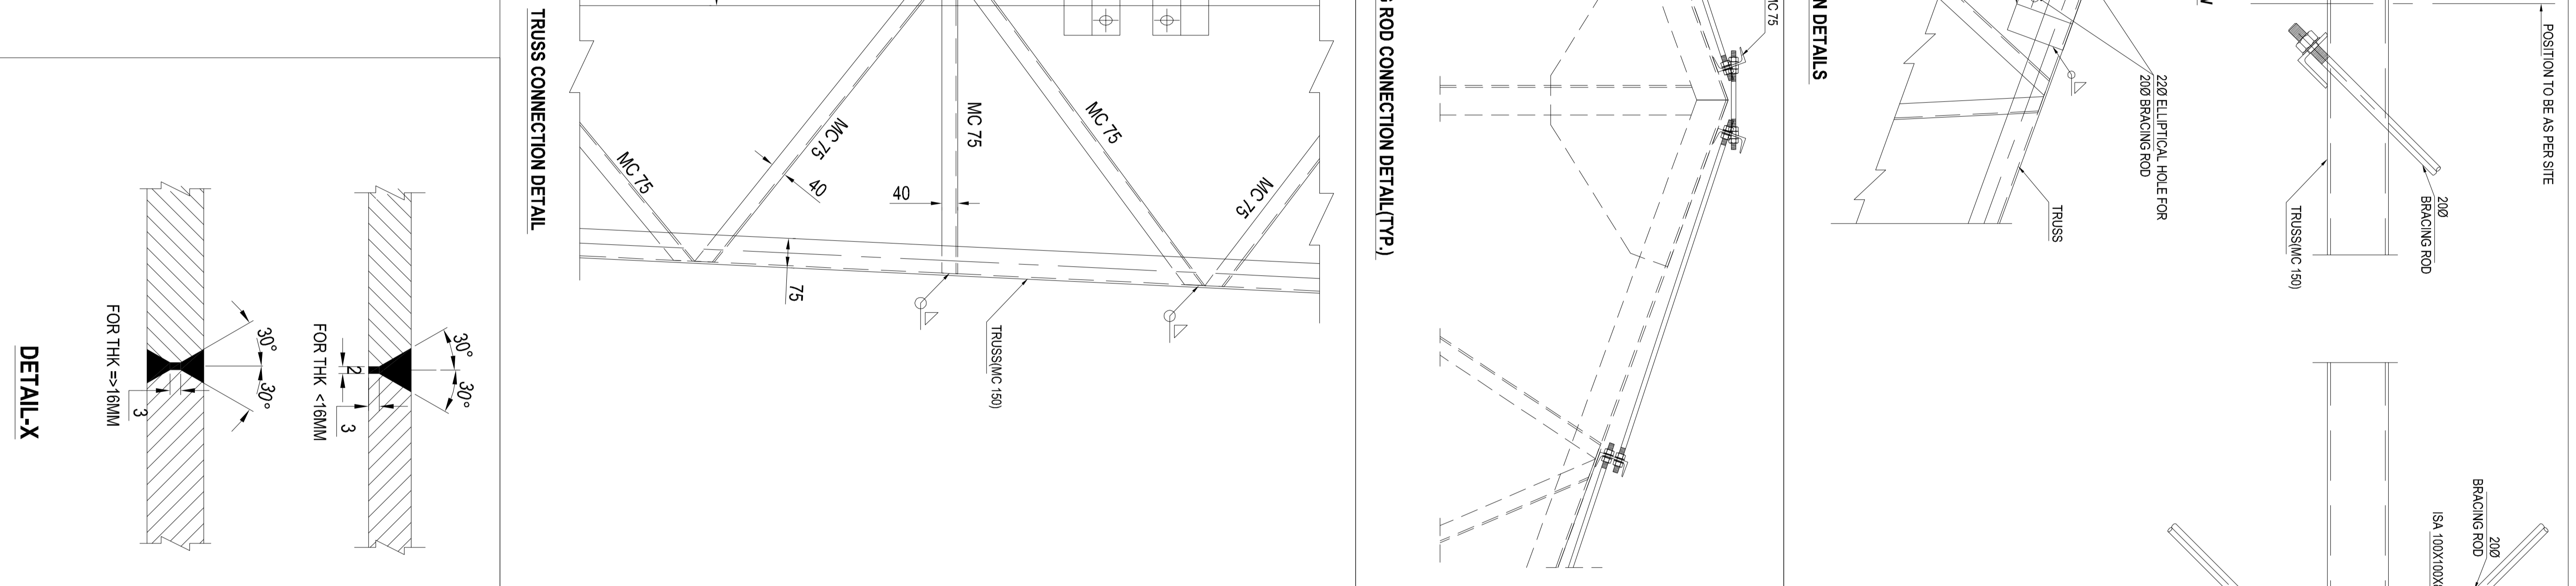 POSITION TO BE AS PER SITE
20Ø
BRACING ROD
TRUSS(MC 150)
20Ø
BRACING ROD
ISA 100X100X
22Ø ELLIPTICAL HOLE FOR
20Ø BRACING ROD
TRUSS
N DETAILS
MC 75
G ROD CONNECTION DETAIL(TYP.)
MC 75
MC 75
MC 75
MC 75
MC 75
40
40
75
TRUSS(MC 150)
TRUSS CONNECTION DETAIL
30°
30°
2
3
FOR THK <16MM
30°
30°
3
FOR THK =>16MM
DETAIL-X